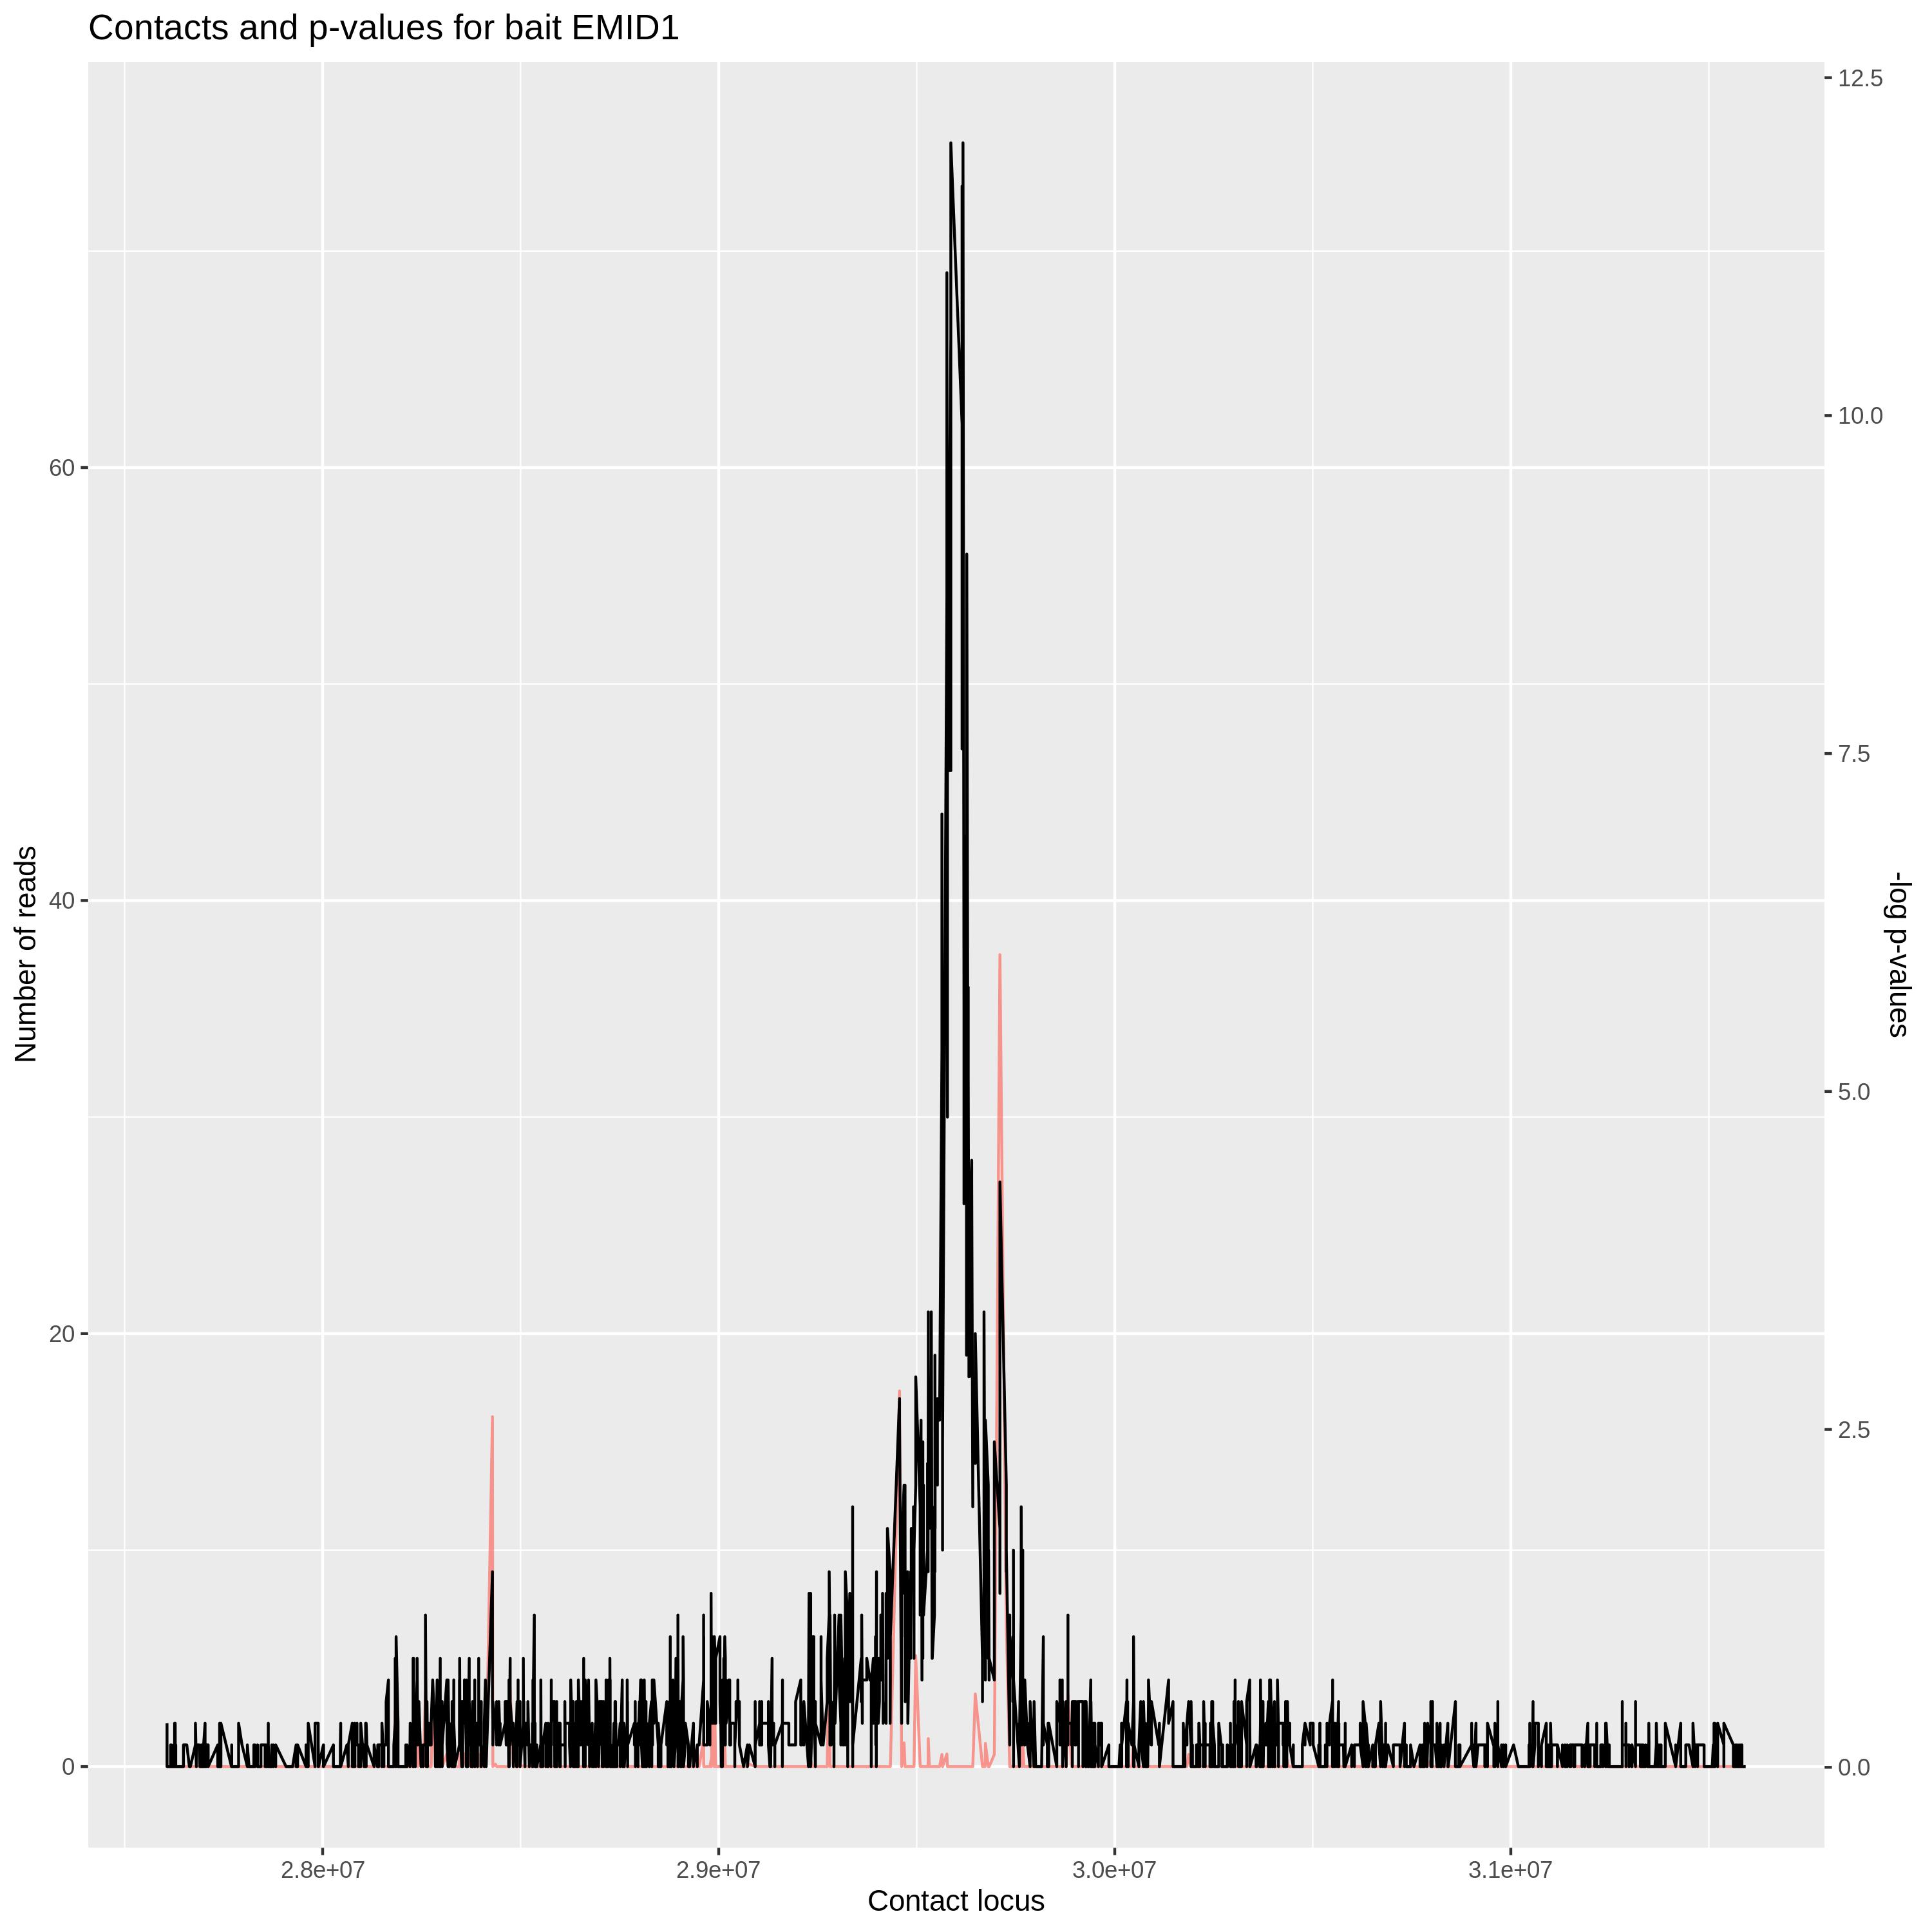 Contacts and p-values for bait EMID1
12.5
10.0
60
7.5
40
Number of reads
-log p-values
5.0
20
2.5
0
0.0
2.8e+07
2.9e+07
3.0e+07
3.1e+07
Contact locus